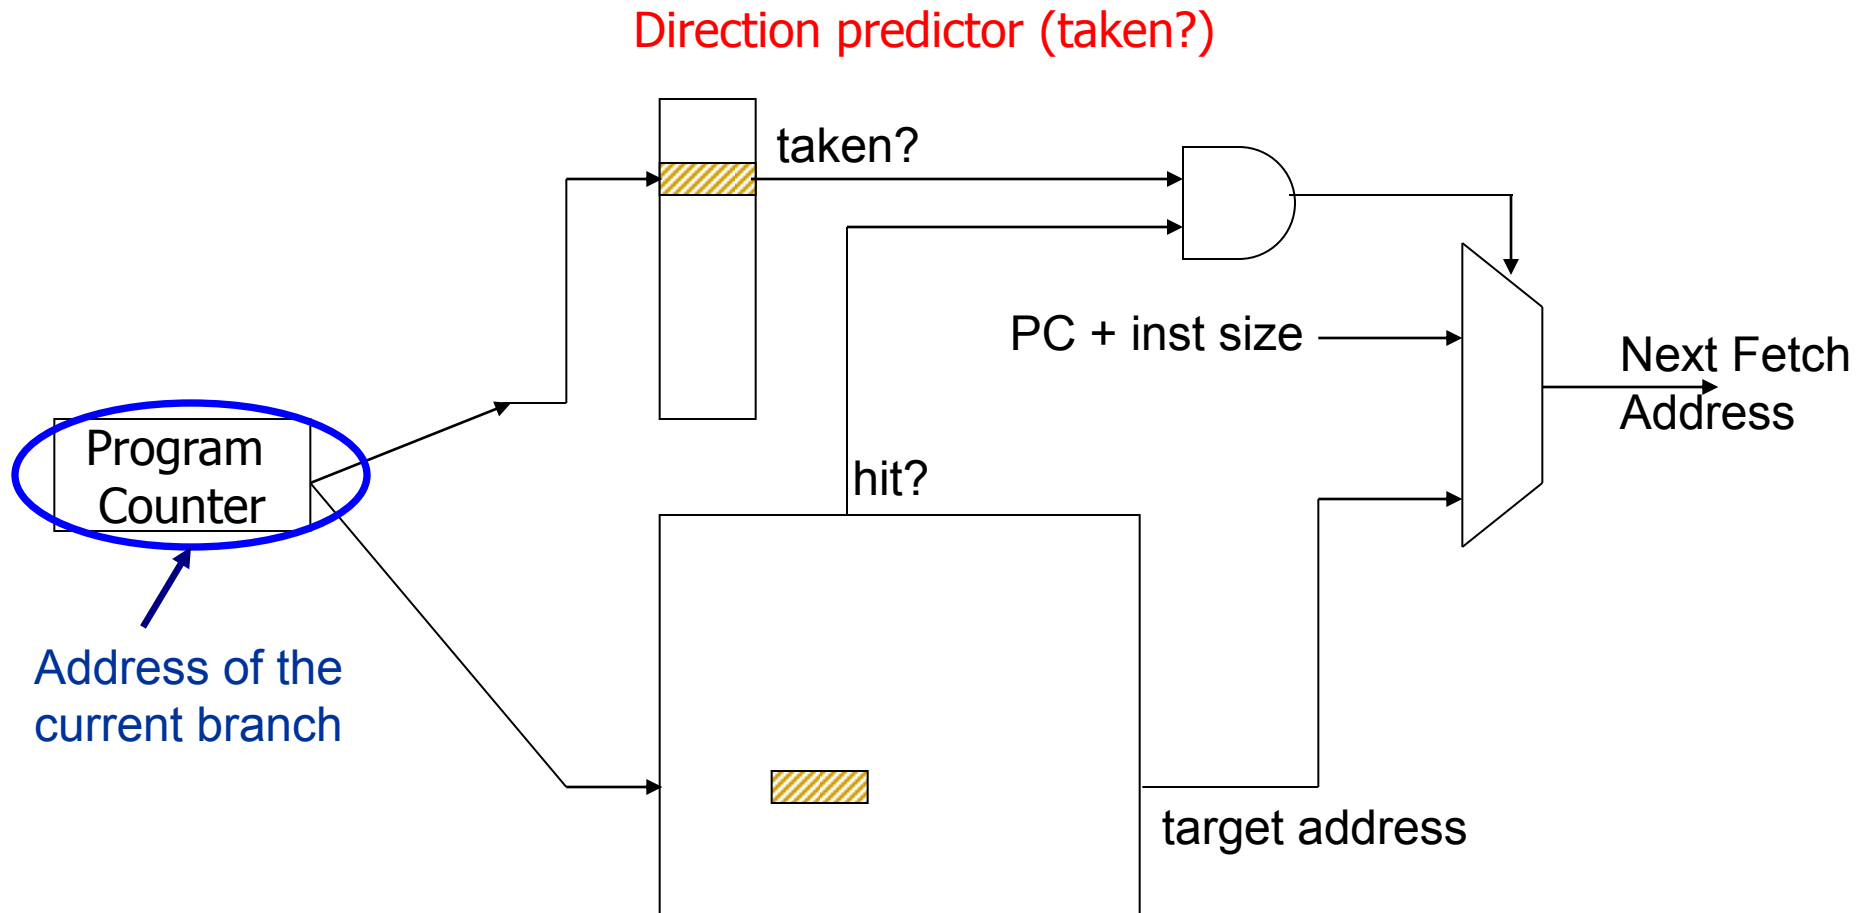 Direction predictor (taken?)
taken?
PC + inst size
Next Fetch
Address
Program
Counter
hit?
Address of the
current branch
target address